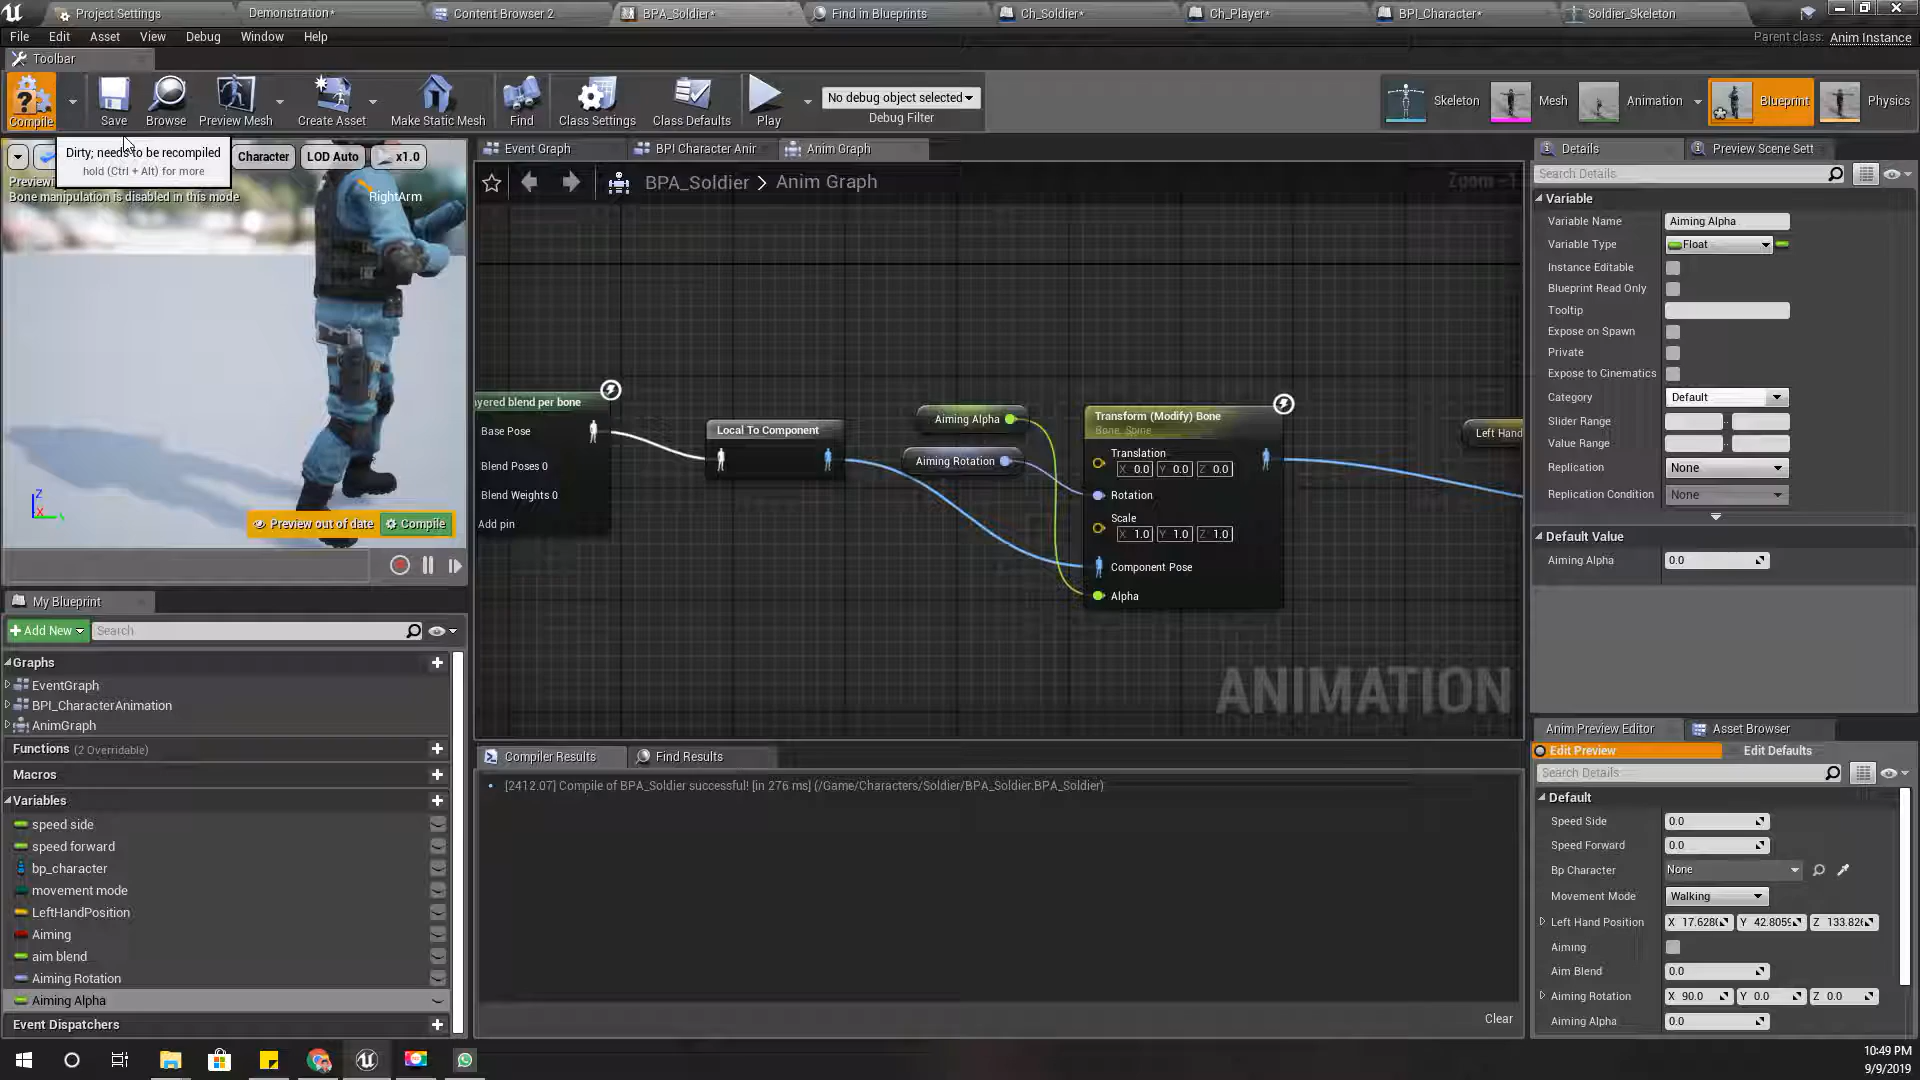 Project Settings
Demonstration*
Content Browser 2
BPA_Soldier*
Find in Blueprints
Ch_Soldier*
Ch_Player*
BPI_Character*
Soldier_Skeleton
File Edit Asset View Debug Window Help
Parent class: Anim Instance
Toolbar
Compile
Save
Browse
Preview Mesh
Create Asset
Make Static Mesh
Find
Class Settings
Class Defaults
Play
No debug object selected
Debug Filter
Skeleton
Mesh
Animation
Blueprint
Physics
Dirty; needs to be recompiled
hold (Ctrl + Alt) for more
Character
LOD Auto
x1.0
Previewi
Bone manipulation is disabled in this mode
RightArm
Z
X
Preview out of date
Compile
Event Graph
BPI Character Anir
Anim Graph
BPA_Soldier > Anim Graph
Zoom -1
ayered blend per bone
Base Pose
Blend Poses 0
Blend Weights 0
Add pin
Local To Component
Aiming Alpha
Aiming Rotation
Transform (Modify) Bone
Bone: Spine
Translation
X 0.0 Y 0.0 Z 0.0
Rotation
Scale
X 1.0 Y 1.0 Z 1.0
Component Pose
Alpha
Left Hand
ANIMATION
Compiler Results
Find Results
[2412.07] Compile of BPA_Soldier successful! [in 276 ms] (/Game/Characters/Soldier/BPA_Soldier.BPA_Soldier)
Clear
My Blueprint
Add New
Search
Graphs
EventGraph
BPI_CharacterAnimation
AnimGraph
Functions (2 Overridable)
Macros
Variables
speed side
speed forward
bp_character
movement mode
LeftHandPosition
Aiming
aim blend
Aiming Rotation
Aiming Alpha
Event Dispatchers
Details
Preview Scene Sett
Search Details
Variable
Variable Name Aiming Alpha
Variable Type Float
Instance Editable
Blueprint Read Only
Tooltip
Expose on Spawn
Private
Expose to Cinematics
Category Default
Slider Range
Value Range
Replication None
Replication Condition None
Default Value
Aiming Alpha 0.0
Anim Preview Editor
Asset Browser
Edit Preview
Edit Defaults
Search Details
Default
Speed Side 0.0
Speed Forward 0.0
Bp Character None
Movement Mode Walking
Left Hand Position X 17.628 Y 42.805 Z 133.82
Aiming
Aim Blend 0.0
Aiming Rotation X 90.0 Y 0.0 Z 0.0
Aiming Alpha 0.0
10:49 PM
9/9/2019